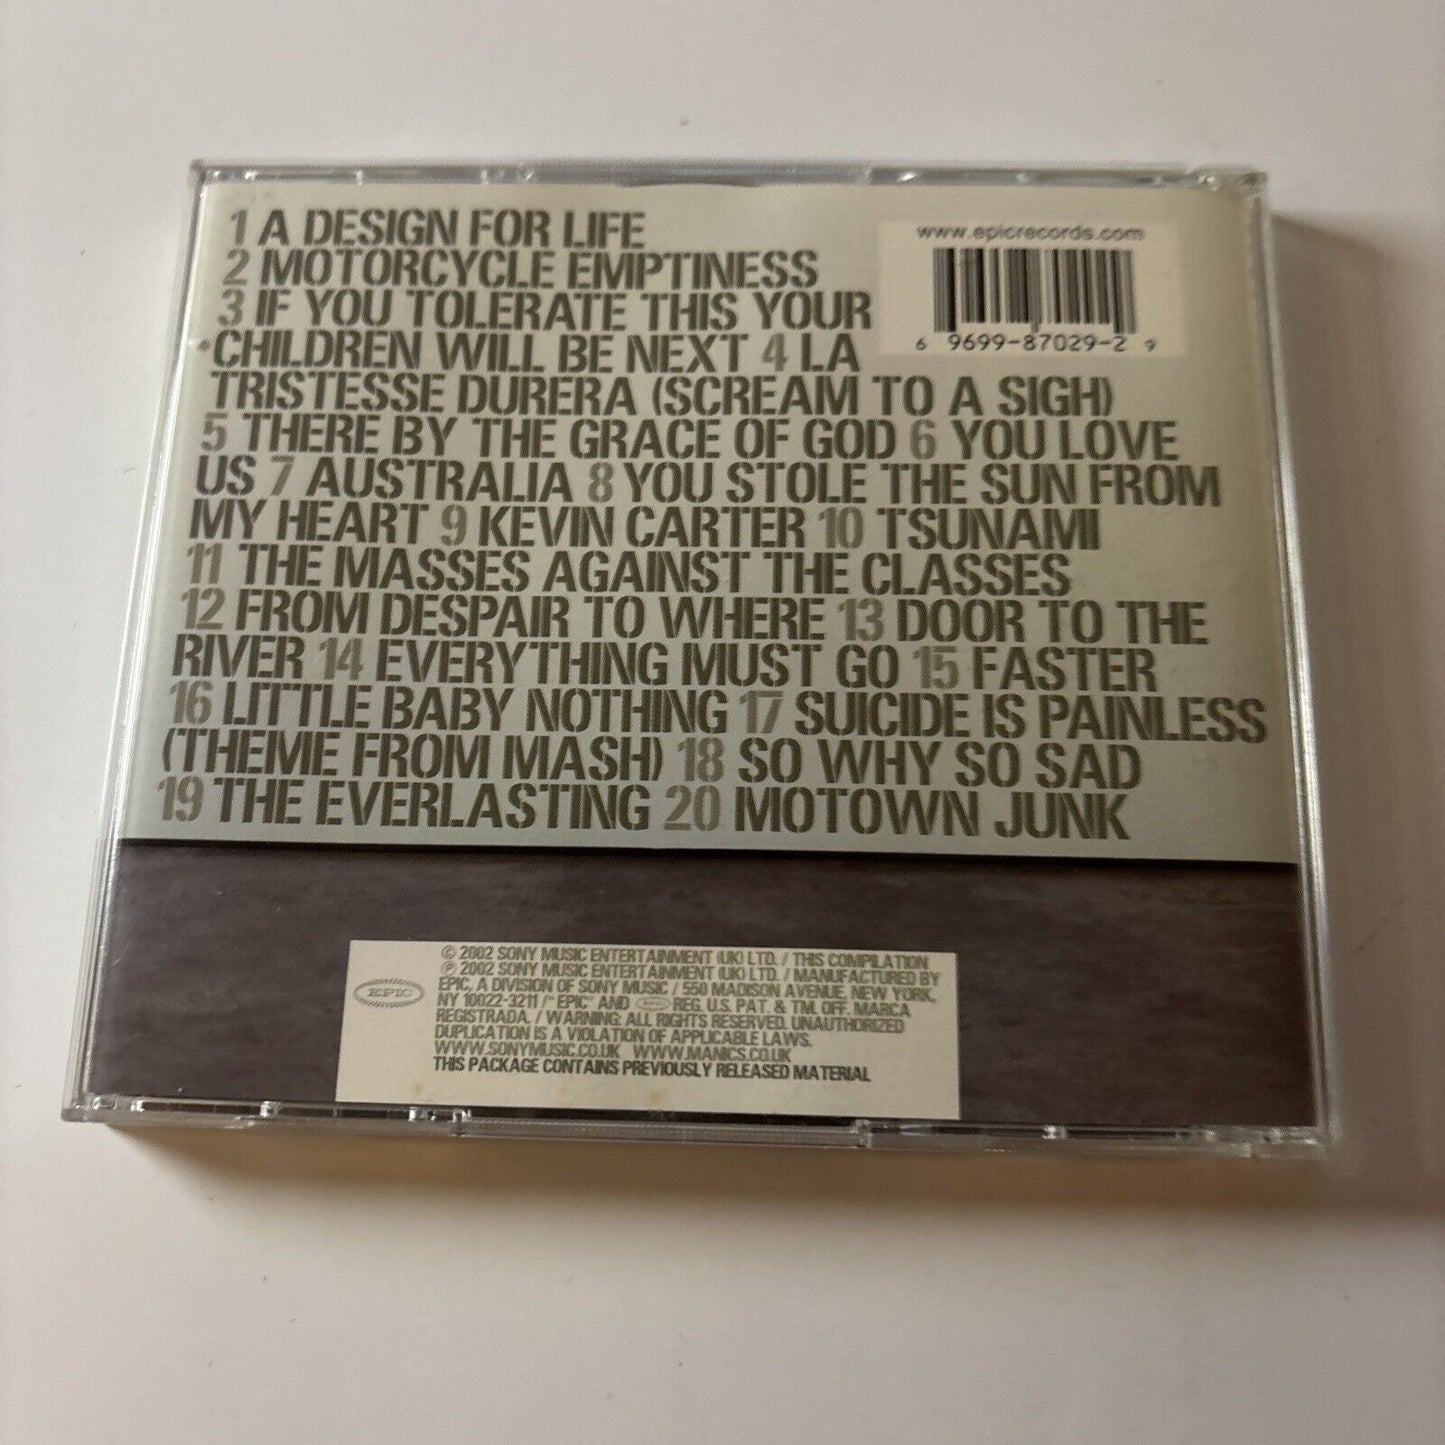 1 A DESIGN FOR LIFE
2 MOTORCYCLE EMPTINESS
3 IF YOU TOLERATE THIS YOUR
CHILDREN WILL BE NEXT 4 LA
TRISTESSE DURERA (SCREAM TO A SIGH)
5 THERE BY THE GRACE OF GOD 6 YOU LOVE
US 7 AUSTRALIA 8 YOU STOLE THE SUN FROM
MY HEART 9 KEVIN CARTER 10 TSUNAMI
11 THE MASSES AGAINST THE CLASSES
12 FROM DESPAIR TO WHERE 13 DOOR TO THE
RIVER 14 EVERYTHING MUST GO 15 FASTER
16 LITTLE BABY NOTHING 17 SUICIDE IS PAINLESS
(THEME FROM MASH) 18 SO WHY SO SAD
19 THE EVERLASTING 20 MOTOWN JUNK
www.epicrecords.com
6 9699-87029-2 9
EPIC
© 2002 SONY MUSIC ENTERTAINMENT (UK) LTD. / THIS COMPILATION
℗ 2002 SONY MUSIC ENTERTAINMENT (UK) LTD. / MANUFACTURED BY
EPIC, A DIVISION OF SONY MUSIC / 550 MADISON AVENUE, NEW YORK,
NY 10022-3211 / "EPIC" AND EPIC REG. U.S. PAT. & TM. OFF. MARCA
REGISTRADA. / WARNING: ALL RIGHTS RESERVED. UNAUTHORIZED
DUPLICATION IS A VIOLATION OF APPLICABLE LAWS.
WWW.SONYMUSIC.CO.UK WWW.MANICS.CO.UK
THIS PACKAGE CONTAINS PREVIOUSLY RELEASED MATERIAL